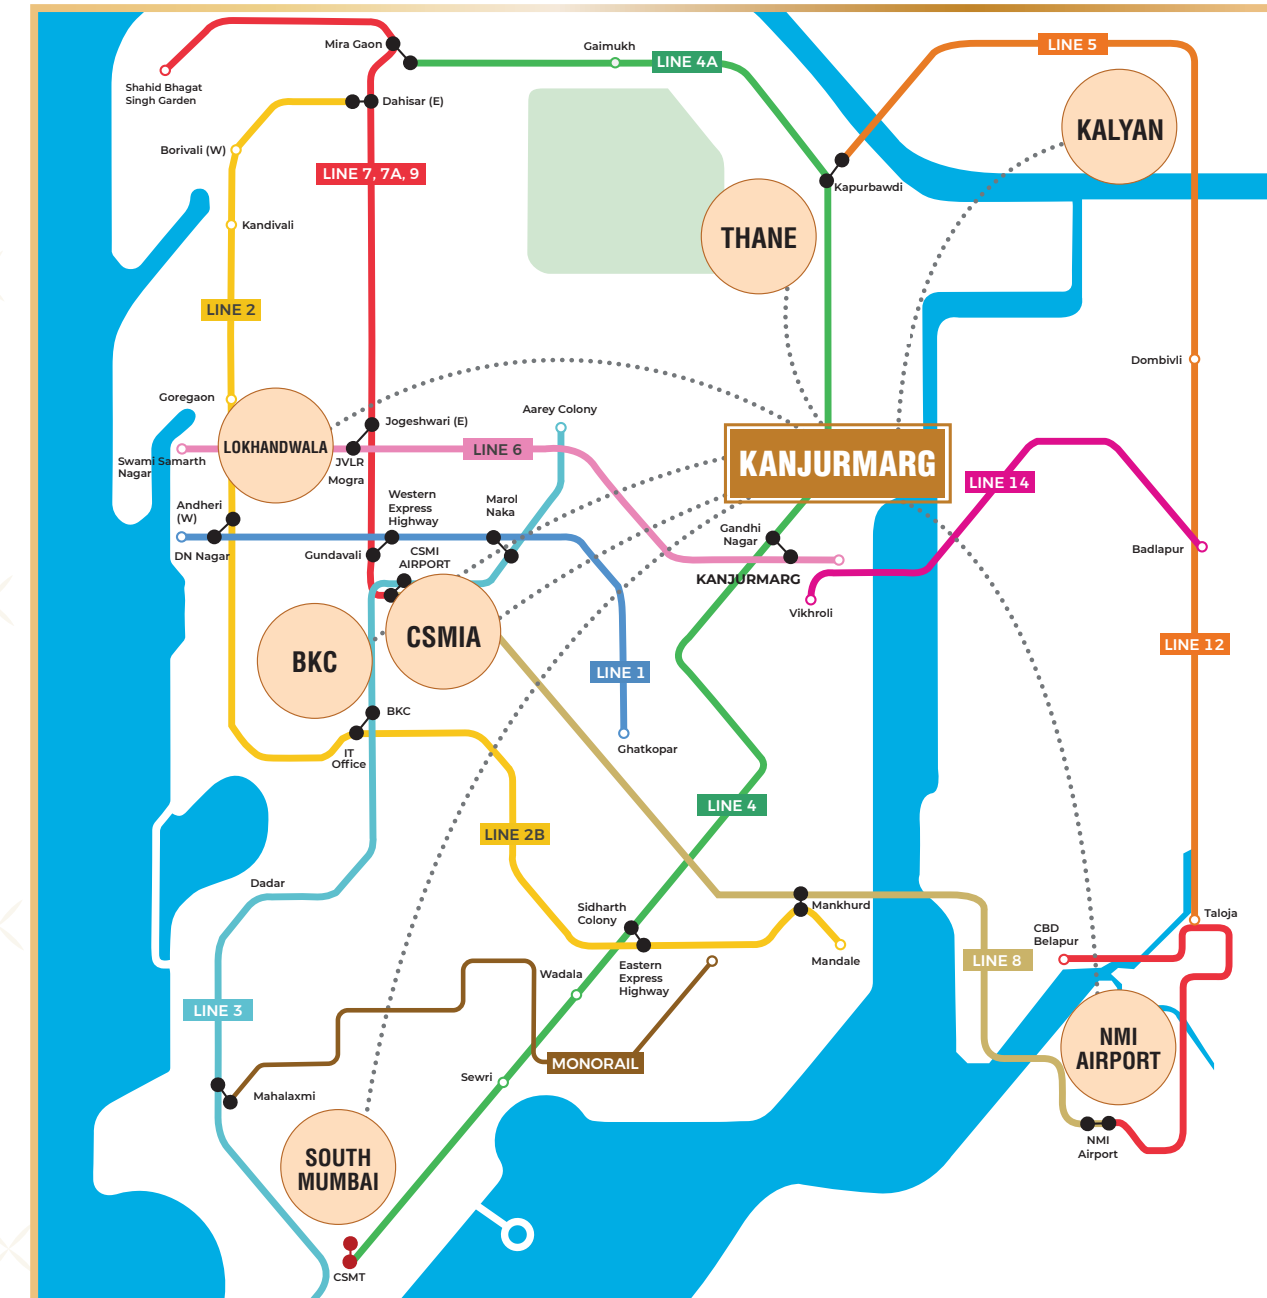 Mira Gaon
Gaimukh
LINE 4A
LINE 5
Shahid Bhagat
Singh Garden
Dahisar (E)
KALYAN
Borivali (W)
LINE 7, 7A, 9
Kapurbawdi
Kandivali
THANE
LINE 2
Dombivli
Goregaon
Aarey Colony
Jogeshwari (E)
LOKHANDWALA
LINE 6
KANJURMARG
Swami Samarth
Nagar
JVLR
Mogra
LINE 14
Andheri
(W)
Western
Express
Highway
Marol
Naka
Gandhi
Nagar
DN Nagar
Gundavali
CSMI
AIRPORT
Badlapur
KANJURMARG
Vikhroli
CSMIA
BKC
LINE 1
LINE 12
BKC
IT
Office
Ghatkopar
LINE 4
LINE 2B
Dadar
Sidharth
Colony
Mankhurd
Taloja
CBD
Belapur
Eastern
Express
Highway
Mandale
LINE 8
Wadala
LINE 3
MONORAIL
NMI
AIRPORT
Sewri
Mahalaxmi
NMI
Airport
SOUTH
MUMBAI
CSMT